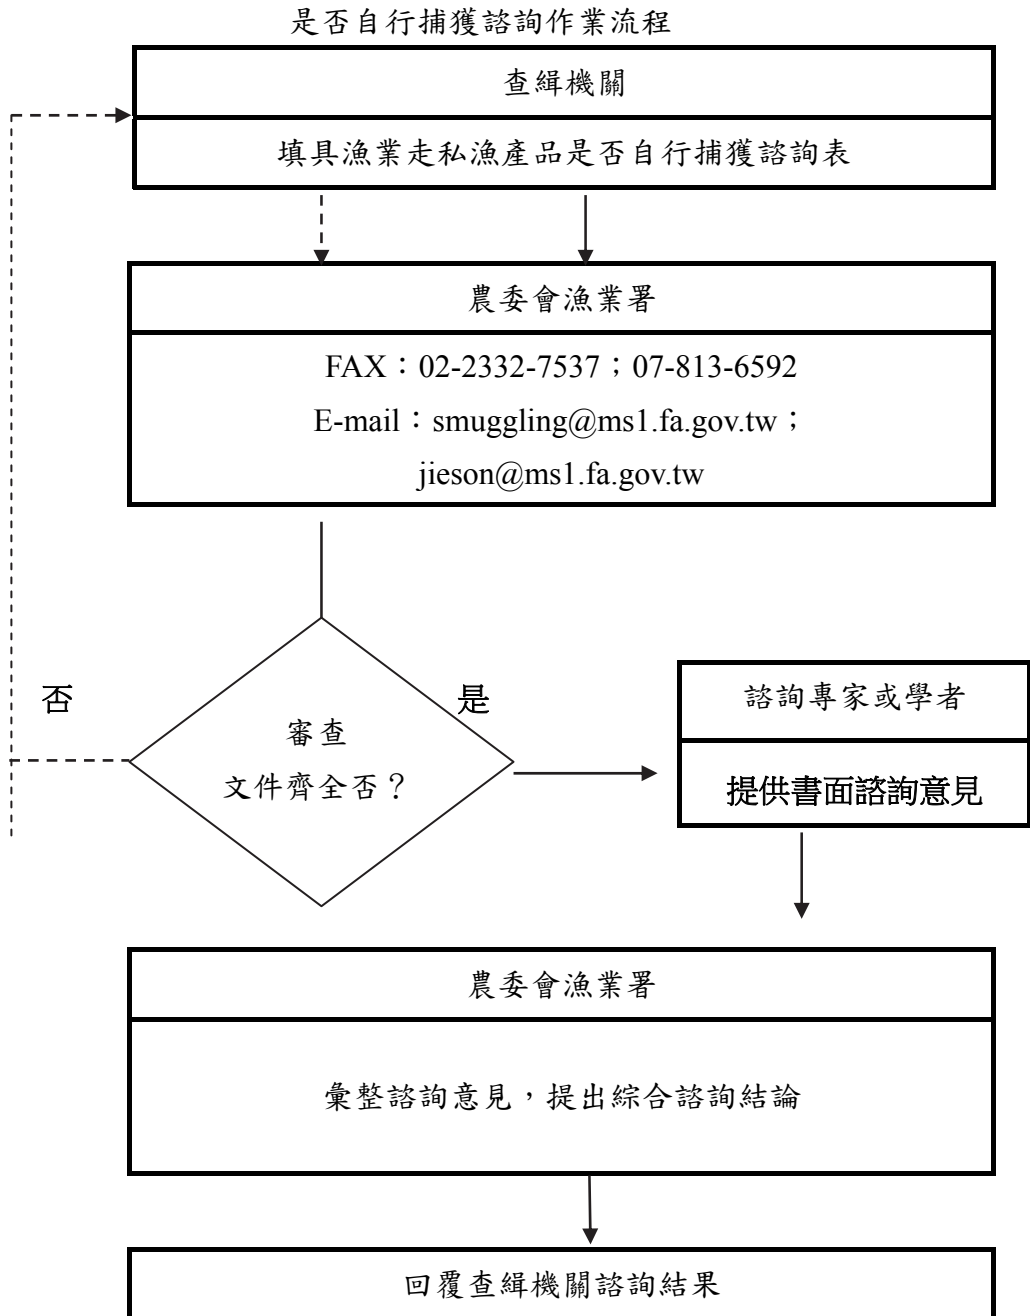 是否自行捕獲諮詢作業流程
查緝機關
填具漁業走私漁產品是否自行捕獲諮詢表
農委會漁業署
FAX：02-2332-7537；07-813-6592
E-mail：smuggling@ms1.fa.gov.tw；
jieson@ms1.fa.gov.tw
否
是
審查
文件齊全否？
諮詢專家或學者
提供書面諮詢意見
農委會漁業署
彙整諮詢意見，提出綜合諮詢結論
回覆查緝機關諮詢結果